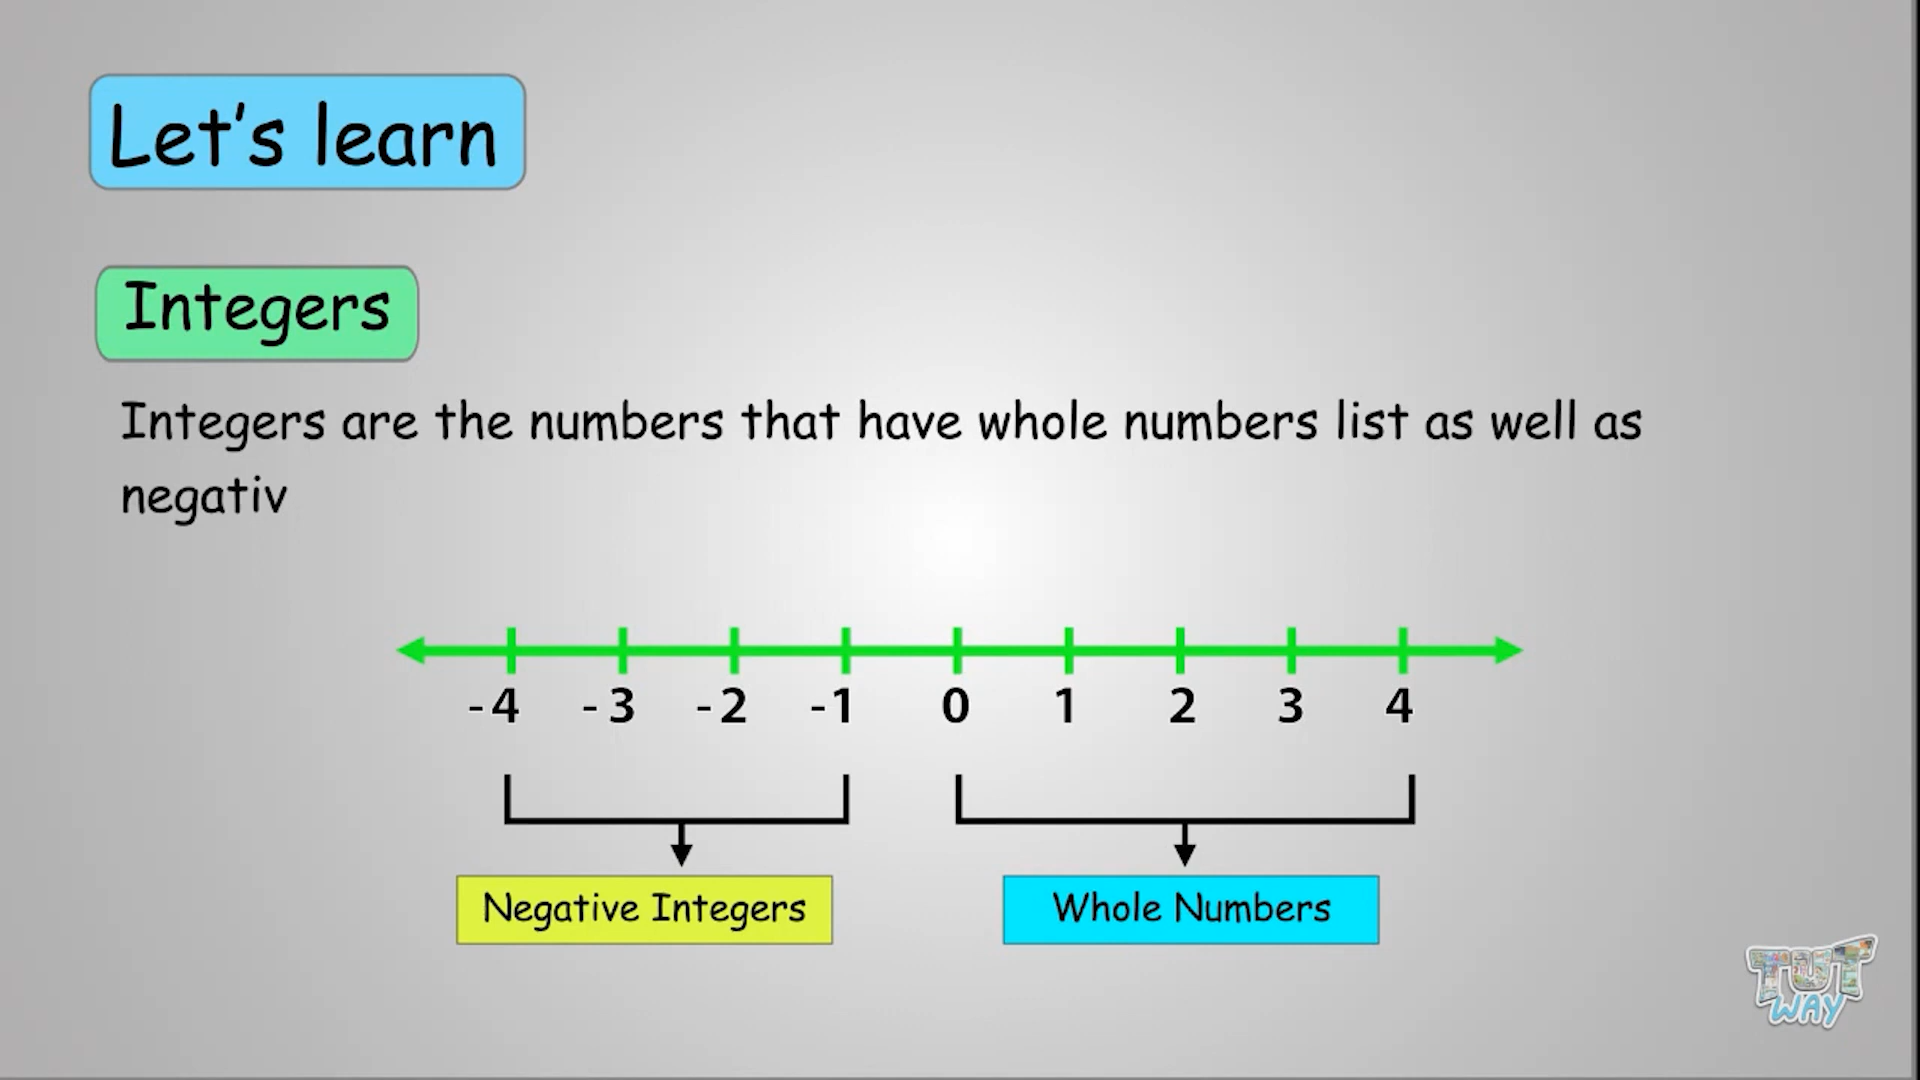 Let's learn
Integers
Integers are the numbers that have whole numbers list as well as
negativ
-4 -3 -2 -1 0 1 2 3 4
Negative Integers Whole Numbers
TUT
WAY